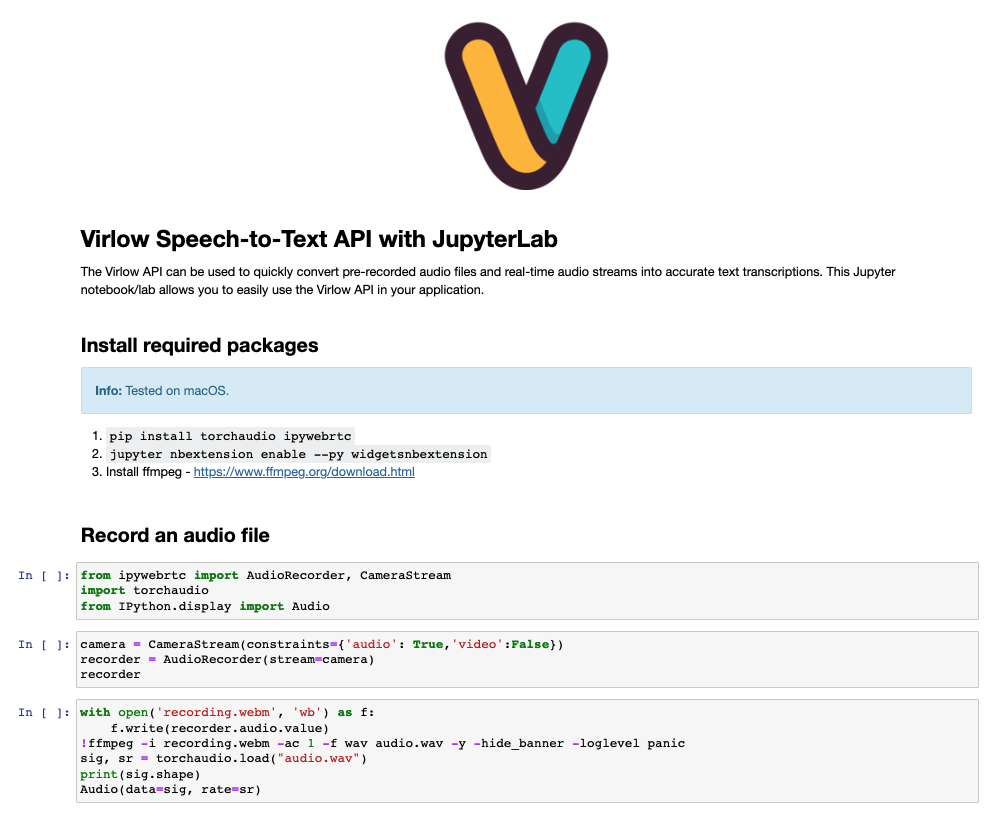 Virlow Speech-to-Text API with JupyterLab
The Virlow API can be used to quickly convert pre-recorded audio files and real-time audio streams into accurate text transcriptions. This Jupyter
notebook/lab allows you to easily use the Virlow API in your application.
Install required packages
Info: Tested on macOS.
1. pip install torchaudio ipywebrtc
2. jupyter nbextension enable --py widgetsnbextension
3. Install ffmpeg - https://www.ffmpeg.org/download.html
Record an audio file
In [ ]: from ipywebrtc import AudioRecorder, CameraStream
import torchaudio
from IPython.display import Audio
In [ ]: camera = CameraStream(constraints={'audio': True,'video':False})
recorder = AudioRecorder(stream=camera)
recorder
In [ ]: with open('recording.webm', 'wb') as f:
    f.write(recorder.audio.value)
!ffmpeg -i recording.webm -ac 1 -f wav audio.wav -y -hide_banner -loglevel panic
sig, sr = torchaudio.load("audio.wav")
print(sig.shape)
Audio(data=sig, rate=sr)